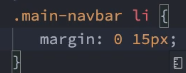 .main-navbar li {
margin: 0 15px;
}